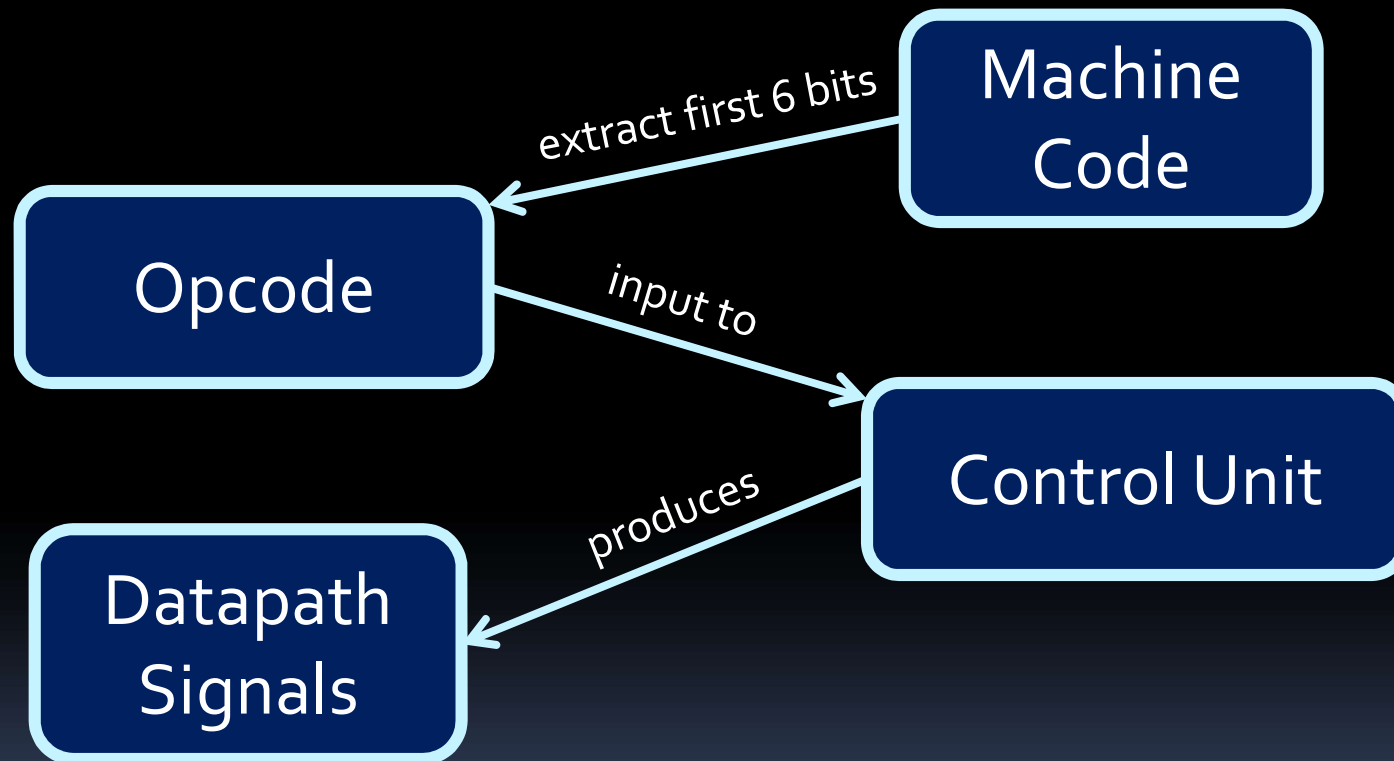 Machine
Code
extract first 6 bits
Opcode
input to
Control Unit
produces
Datapath
Signals